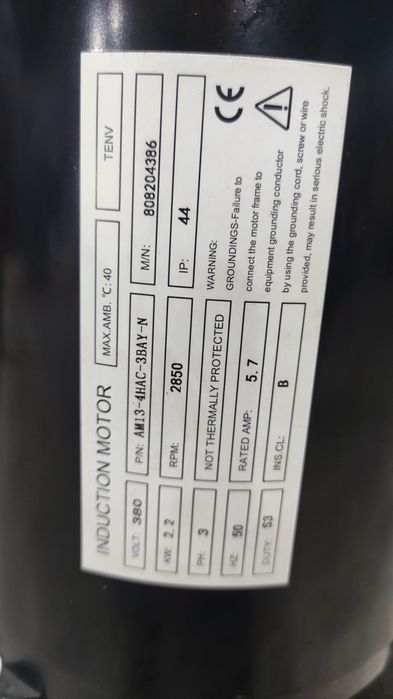 INDUCTION MOTOR MAX.AMB. ℃: 40 TENV
VOLT: 380 P/N: AM13-4HAC-3BAY-N M/N: 808204386
KW: 2.2 RPM: 2850 IP: 44
PH: 3 NOT THERMALLY PROTECTED WARNING: CE
HZ: 50 RATED AMP: 5.7 GROUNDINGS-Failure to
connect the motor frame to
DUTY: S3 INS.CL: B equipment grounding conductor
by using the grounding cord, screw or wire
provided, may result in serious electric shock.